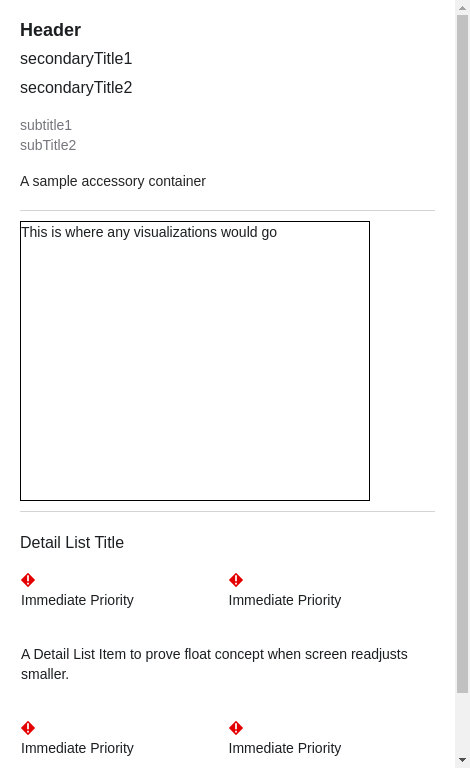 Header
secondaryTitle1
secondaryTitle2
subtitle1
subTitle2
A sample accessory container
This is where any visualizations would go
Detail List Title
Immediate Priority
Immediate Priority
A Detail List Item to prove float concept when screen readjusts
smaller.
Immediate Priority
Immediate Priority